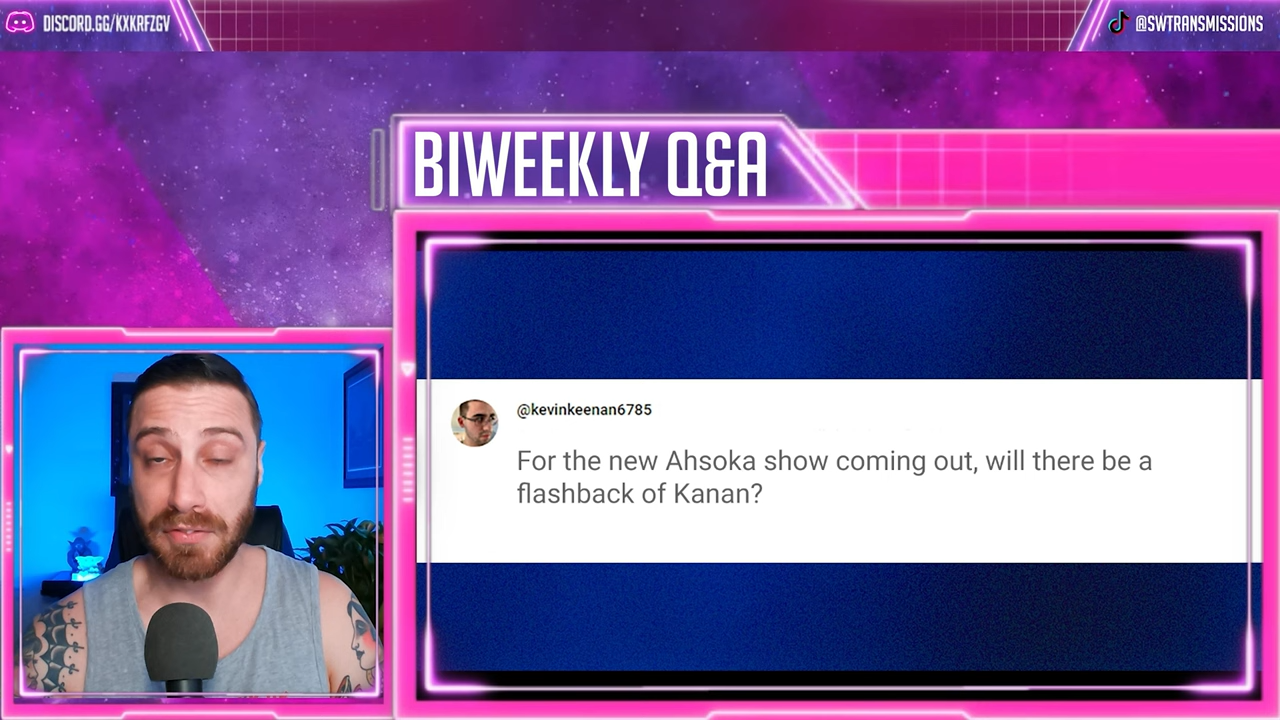 DISCORD.GG/KXKRFZGV
@SWTRANSMISSIONS
BIWEEKLY Q&A
@kevinkeenan6785
For the new Ahsoka show coming out, will there be a
flashback of Kanan?